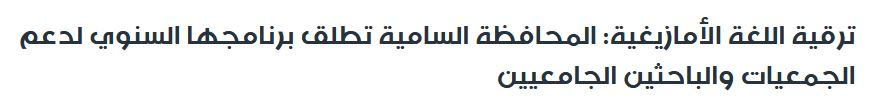 ترقية اللغة الأمازيغية: المحافظة السامية تطلق برنامجها السنوي لدعم
الجمعيات والباحثين الجامعيين